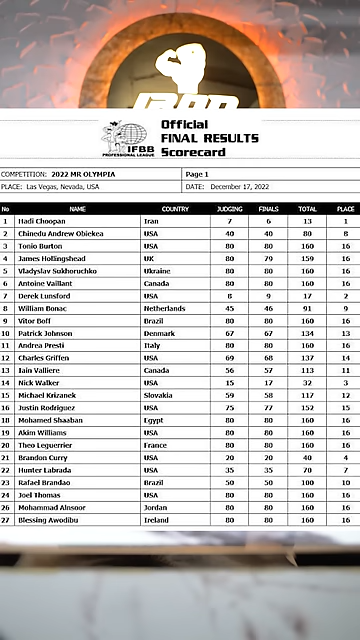 Official
FINAL RESULTS
Scorecard
IFBB
PROFESSIONAL LEAGUE
COMPETITION: 2022 MR OLYMPIA Page 1
PLACE: Las Vegas, Nevada, USA DATE: December 17, 2022
No NAME COUNTRY JUDGING FINALS TOTAL PLACE
1 Hadi Choopan Iran 7 6 13 1
2 Chinedu Andrew Obiekea USA 40 40 80 8
3 Tonio Burton USA 80 80 160 16
4 James Hollingshead UK 80 79 159 16
5 Vladyslav Sukhoruchko Ukraine 80 80 160 16
6 Antoine Vaillant Canada 80 80 160 16
7 Derek Lunsford USA 8 9 17 2
8 William Bonac Netherlands 45 46 91 9
9 Vitor Boff Brazil 80 80 160 16
10 Patrick Johnson Denmark 67 67 134 13
11 Andrea Presti Italy 80 80 160 16
12 Charles Griffen USA 69 68 137 14
13 Iain Valliere Canada 56 57 113 11
14 Nick Walker USA 15 17 32 3
15 Michael Krizanek Slovakia 59 58 117 12
16 Justin Rodriguez USA 75 77 152 15
18 Mohamed Shaaban Egypt 80 80 160 16
19 Akim Williams USA 80 80 160 16
20 Theo Leguerrier France 80 80 160 16
21 Brandon Curry USA 20 20 40 4
22 Hunter Labrada USA 35 35 70 7
23 Rafael Brandao Brazil 50 50 100 10
24 Joel Thomas USA 80 80 160 16
26 Mohammad Alnsoor Jordan 80 80 160 16
27 Blessing Awodibu Ireland 80 80 160 16